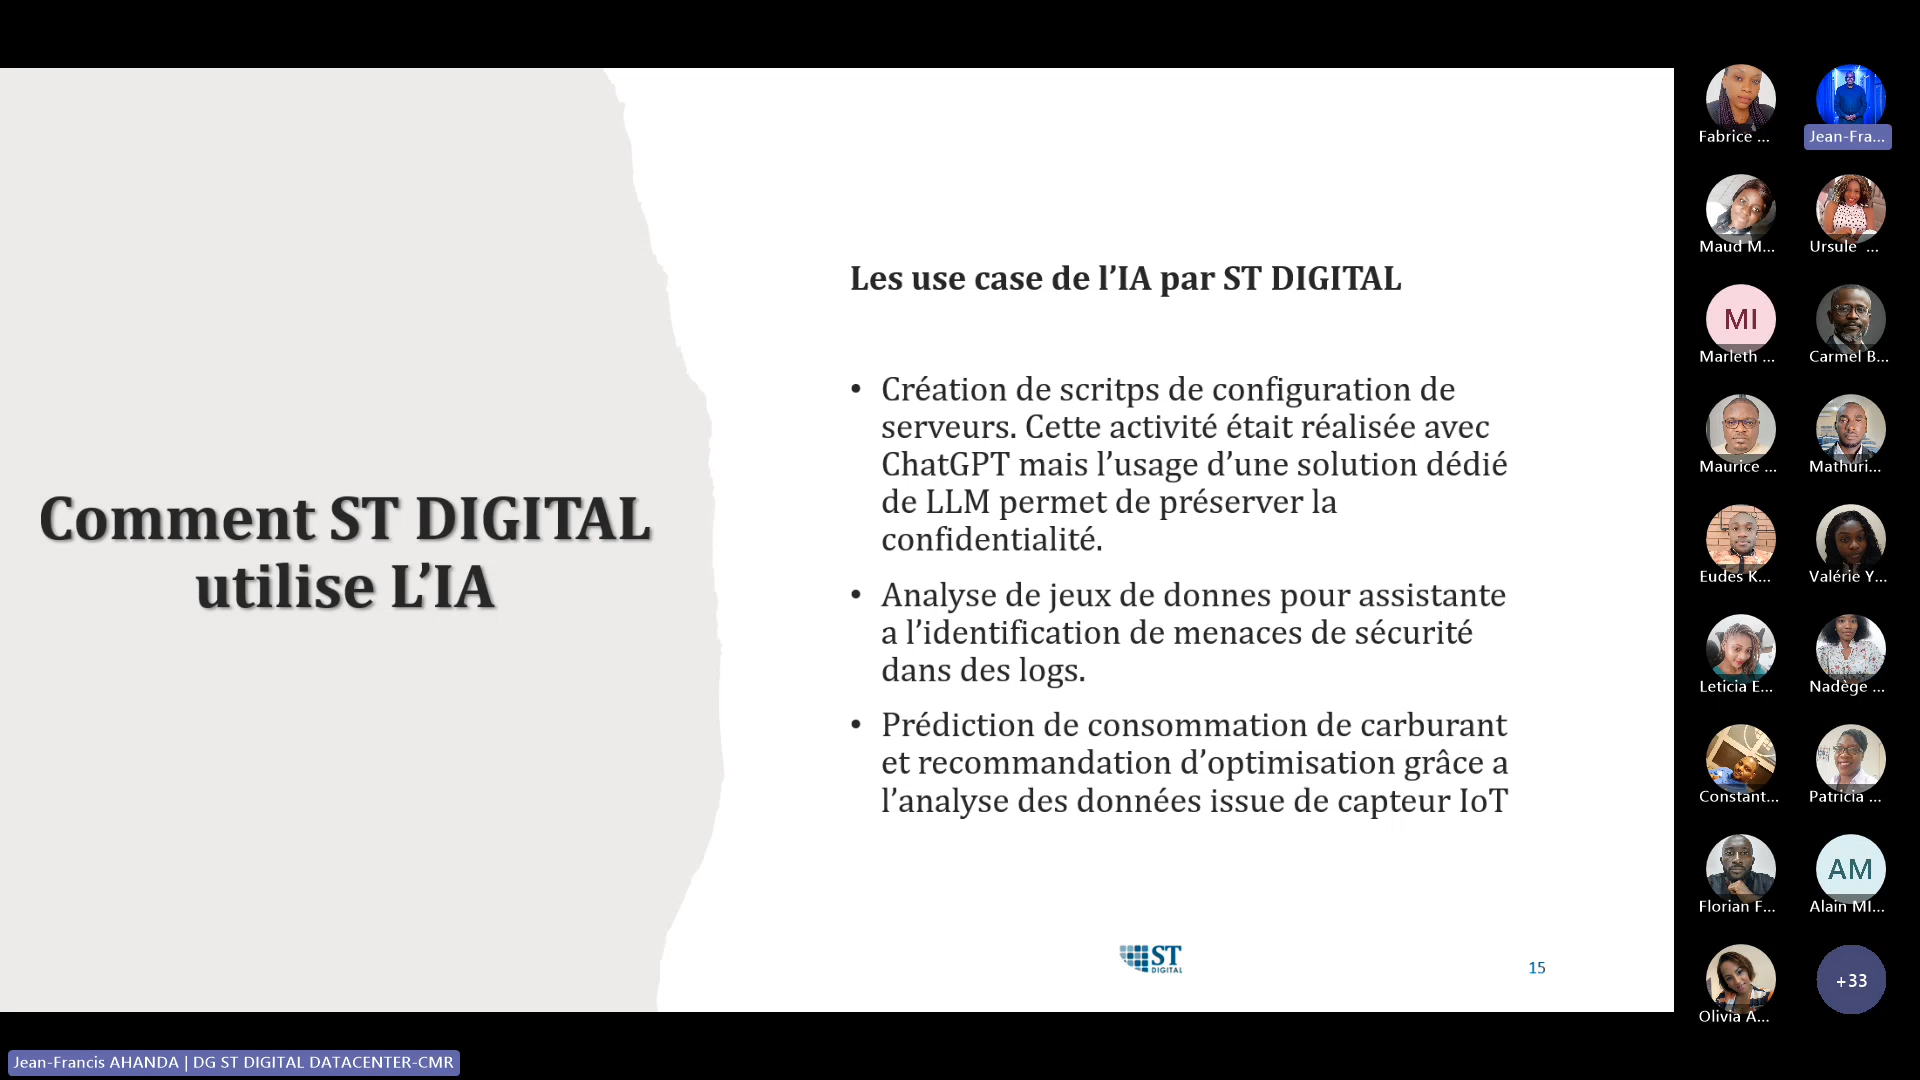 Comment ST DIGITAL
utilise L’IA
Les use case de l’IA par ST DIGITAL
• Création de scritps de configuration de
serveurs. Cette activité était réalisée avec
ChatGPT mais l’usage d’une solution dédié
de LLM permet de préserver la
confidentialité.
• Analyse de jeux de donnes pour assistante
a l’identification de menaces de sécurité
dans des logs.
• Prédiction de consommation de carburant
et recommandation d’optimisation grâce a
l’analyse des données issue de capteur IoT
ST
DIGITAL
15
Fabrice ...
Jean-Fra...
Maud M...
Ursule ...
MI
Marleth ...
Carmel B...
Maurice ...
Mathuri...
Eudes K...
Valérie Y...
Leticia E...
Nadège ...
Constant...
Patricia ...
Florian F...
AM
Alain MI...
Olivia A...
+33
Jean-Francis AHANDA | DG ST DIGITAL DATACENTER-CMR